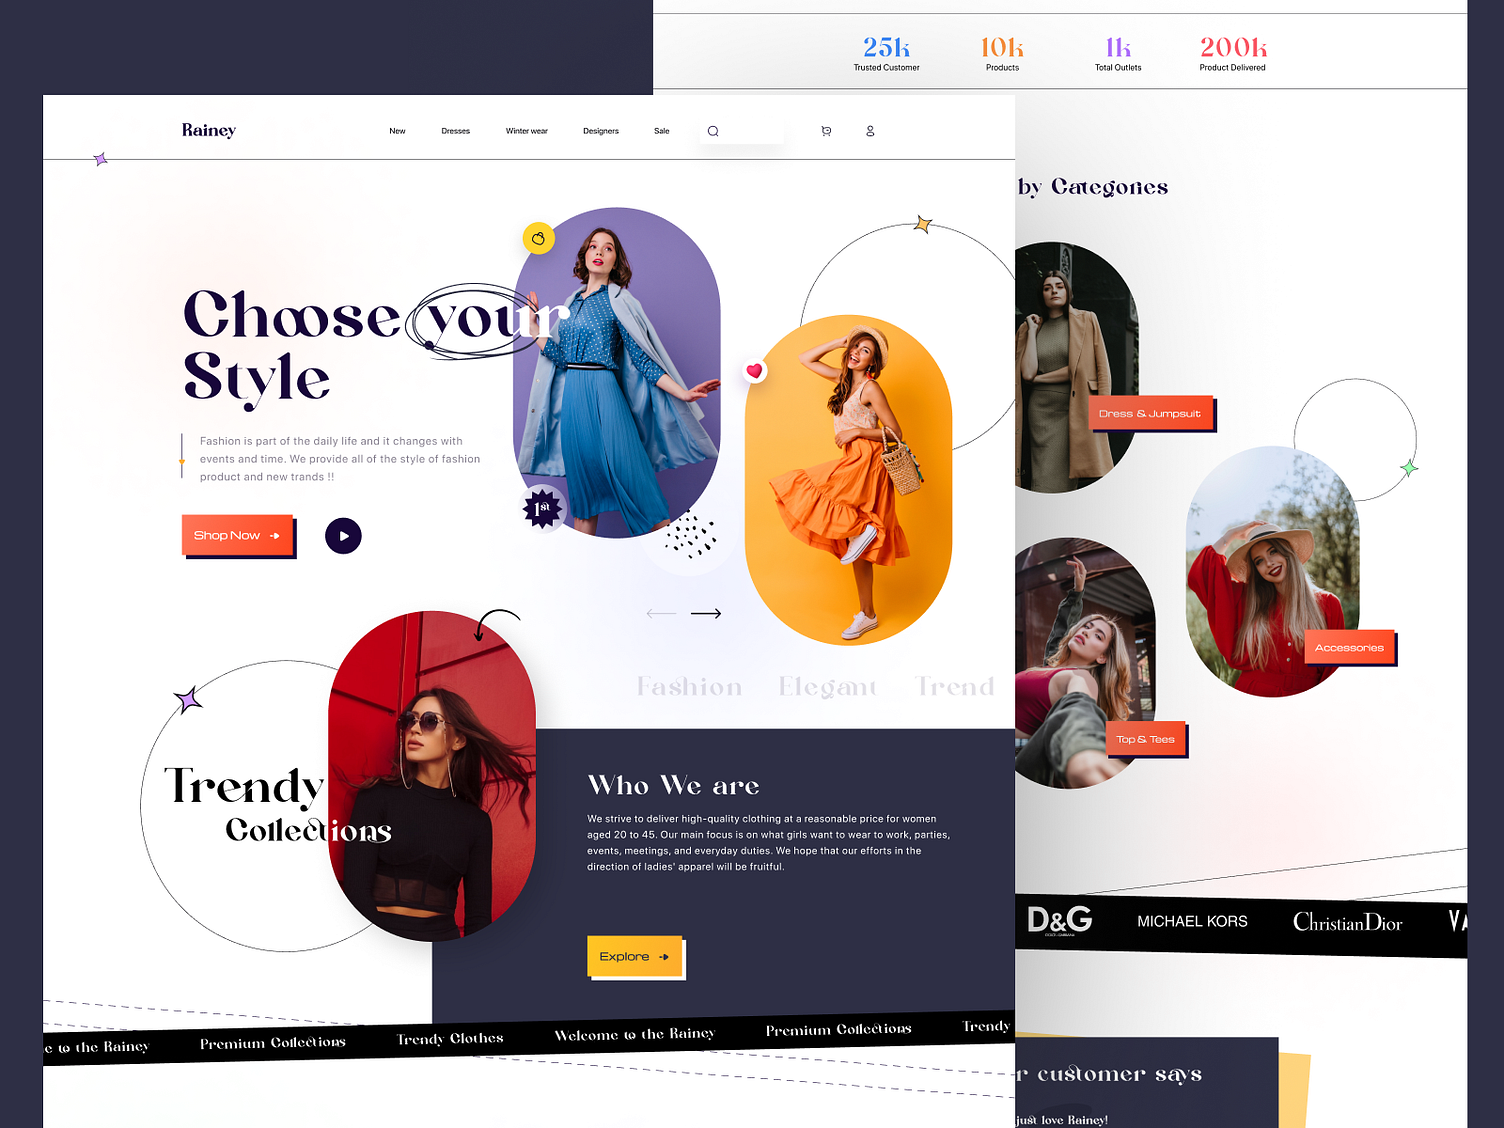 25k
Trusted Customer
10k
Products
1k
Total Outlets
200k
Product Delivered
Rainey
New
Dresses
Winter wear
Designers
Sale
Choose your
Style
Fashion is part of the daily life and it changes with
events and time. We provide all of the style of fashion
product and new trands !!
Shop Now
1st
Fashion
Elegant
Trend
Trendy
Collections
Who We are
We strive to deliver high-quality clothing at a reasonable price for women
aged 20 to 45. Our main focus is on what girls want to wear to work, parties,
events, meetings, and everyday duties. We hope that our efforts in the
direction of ladies' apparel will be fruitful.
Explore
e to the Rainey
Premium Collections
Trendy Clothes
Welcome to the Rainey
Premium Collections
Trendy
by Categories
Dress & Jumpsuit
Accessories
Top & Tees
D&G
MICHAEL KORS
Christian Dior
VA
r customer says
just love Rainey!